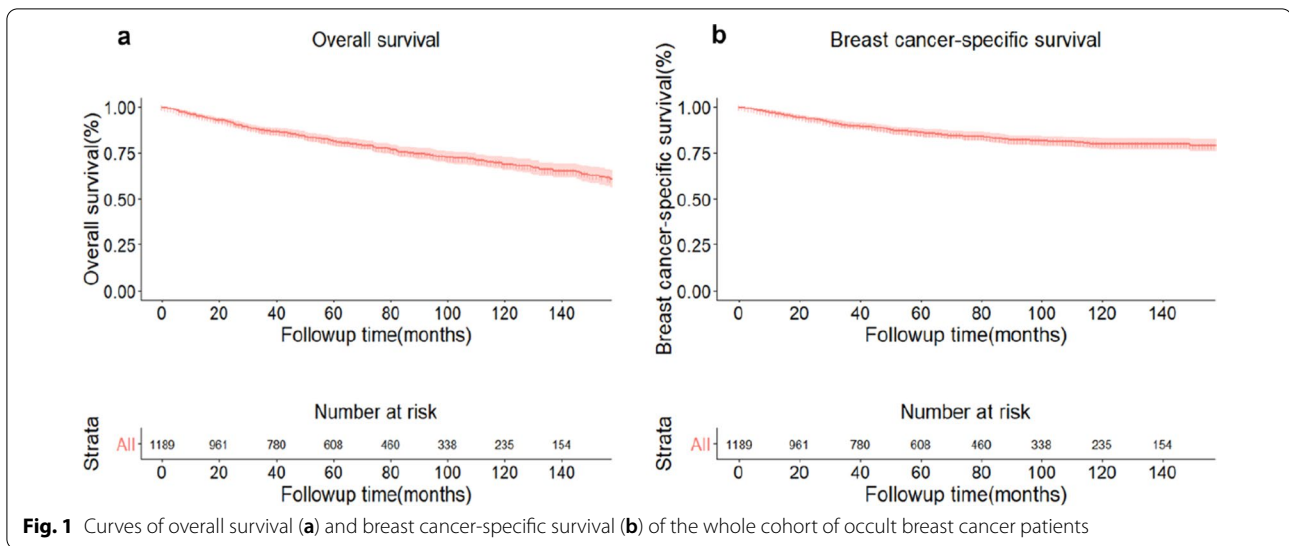 a
Overall survival
Overall survival(%)
1.00
0.75
0.50
0.25
0.00
0 20 40 60 80 100 120 140
Followup time(months)
Number at risk
Strata
All 1189 961 780 608 460 338 235 154
0 20 40 60 80 100 120 140
Followup time(months)
b
Breast cancer-specific survival
Breast cancer-specific survival(%)
1.00
0.75
0.50
0.25
0.00
0 20 40 60 80 100 120 140
Followup time(months)
Number at risk
Strata
All 1189 961 780 608 460 338 235 154
0 20 40 60 80 100 120 140
Followup time(months)
Fig. 1 Curves of overall survival (a) and breast cancer-specific survival (b) of the whole cohort of occult breast cancer patients